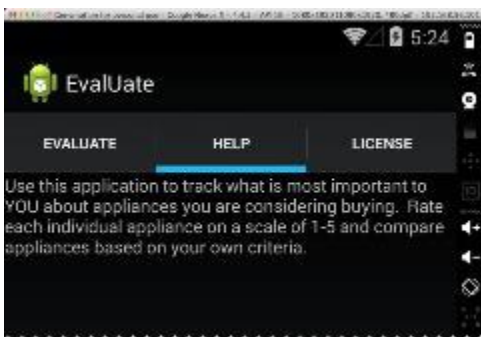 5:24
EvalUate
EVALUATE HELP LICENSE
Use this application to track what is most important to
YOU about appliances you are considering buying. Rate
each individual appliance on a scale of 1-5 and compare
appliances based on your own criteria.